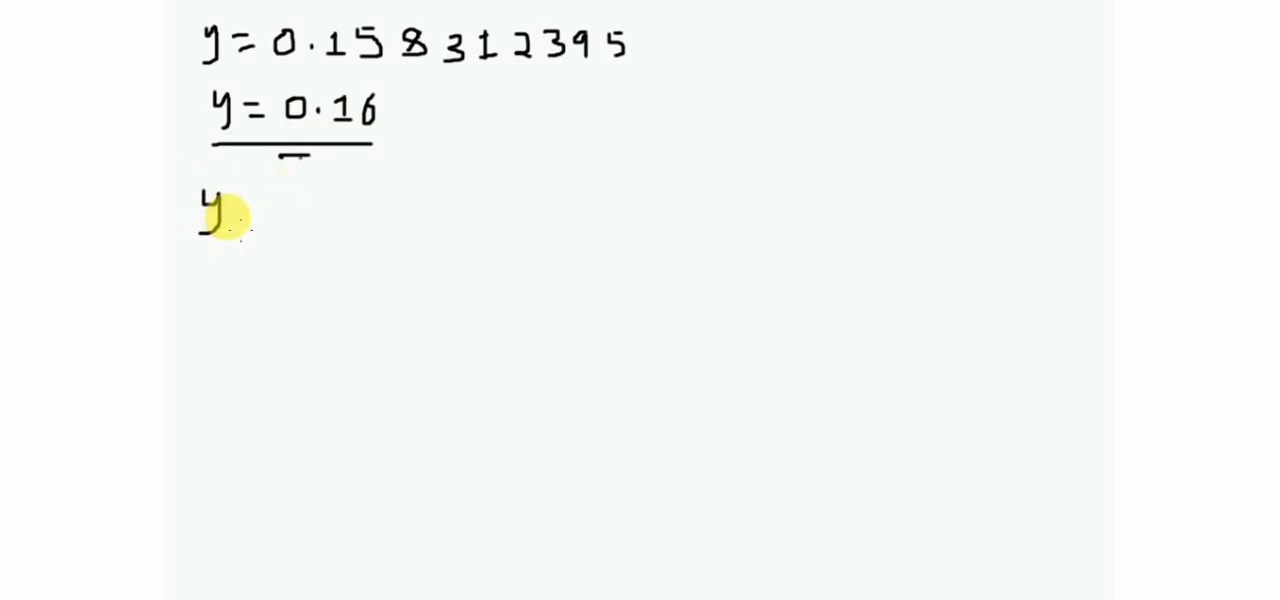 y = 0.158312395
y = 0.16
y